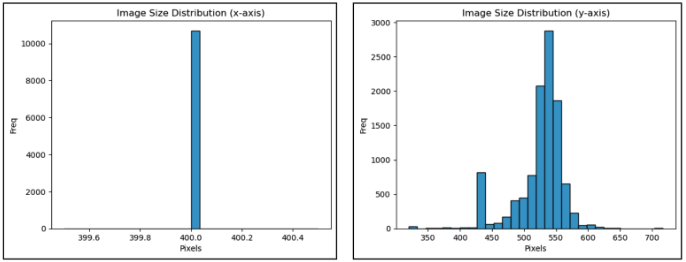 Image Size Distribution (x-axis)
10000
8000
6000
4000
2000
0
Freq
399.6 399.8 400.0 400.2 400.4
Pixels
Image Size Distribution (y-axis)
3000
2500
2000
1500
1000
500
0
Freq
350 400 450 500 550 600 650 700
Pixels